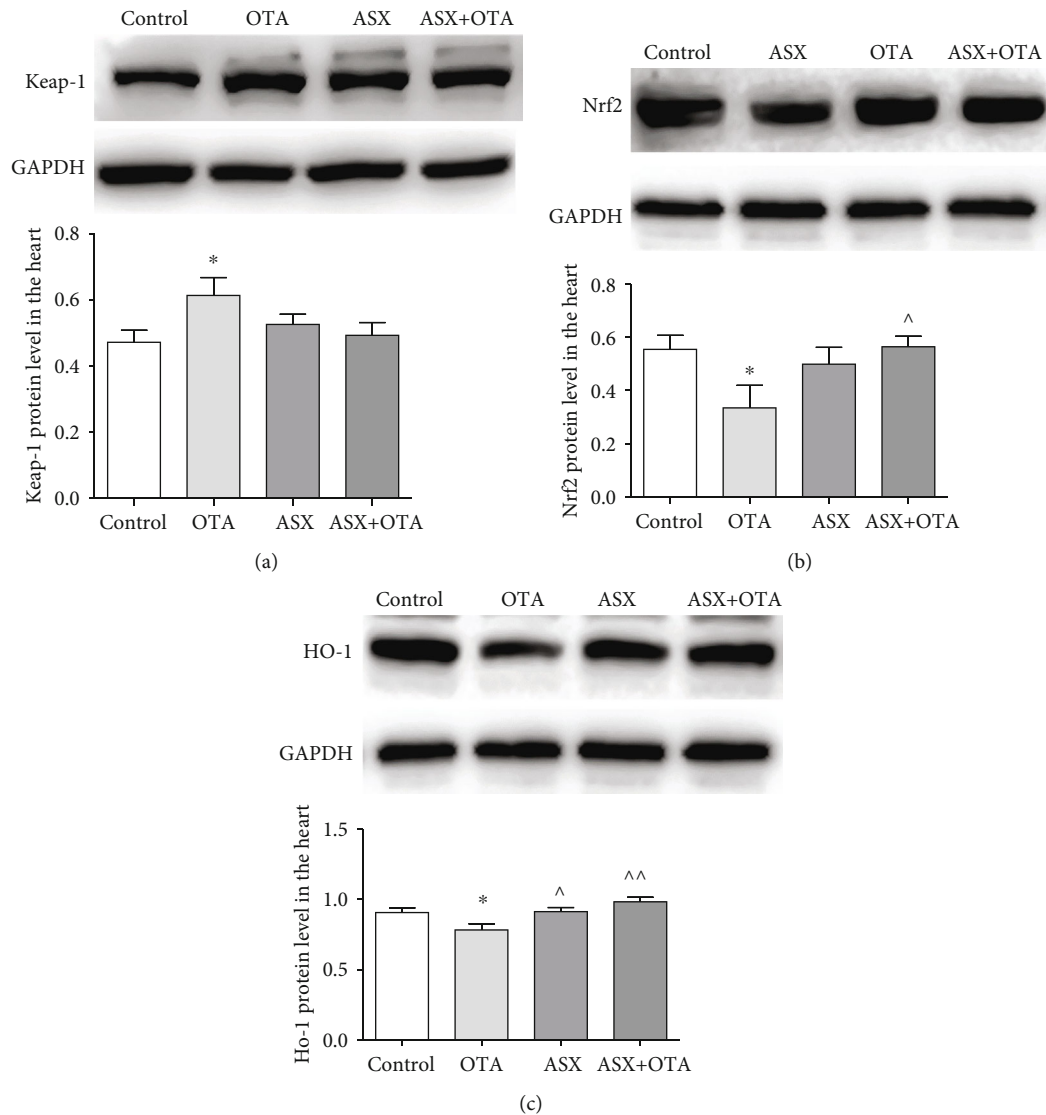 Control OTA ASX ASX+OTA
Keap-1
GAPDH
Keap-1 protein level in the heart
0.8
0.6
0.4
0.2
0.0
Control OTA ASX ASX+OTA
*
(a)
Control ASX OTA ASX+OTA
Nrf2
GAPDH
Nrf2 protein level in the heart
0.8
0.6
0.4
0.2
0.0
Control OTA ASX ASX+OTA
* ^
(b)
Control OTA ASX ASX+OTA
HO-1
GAPDH
Ho-1 protein level in the heart
1.5
1.0
0.5
0.0
Control OTA ASX ASX+OTA
* ^ ^^
(c)